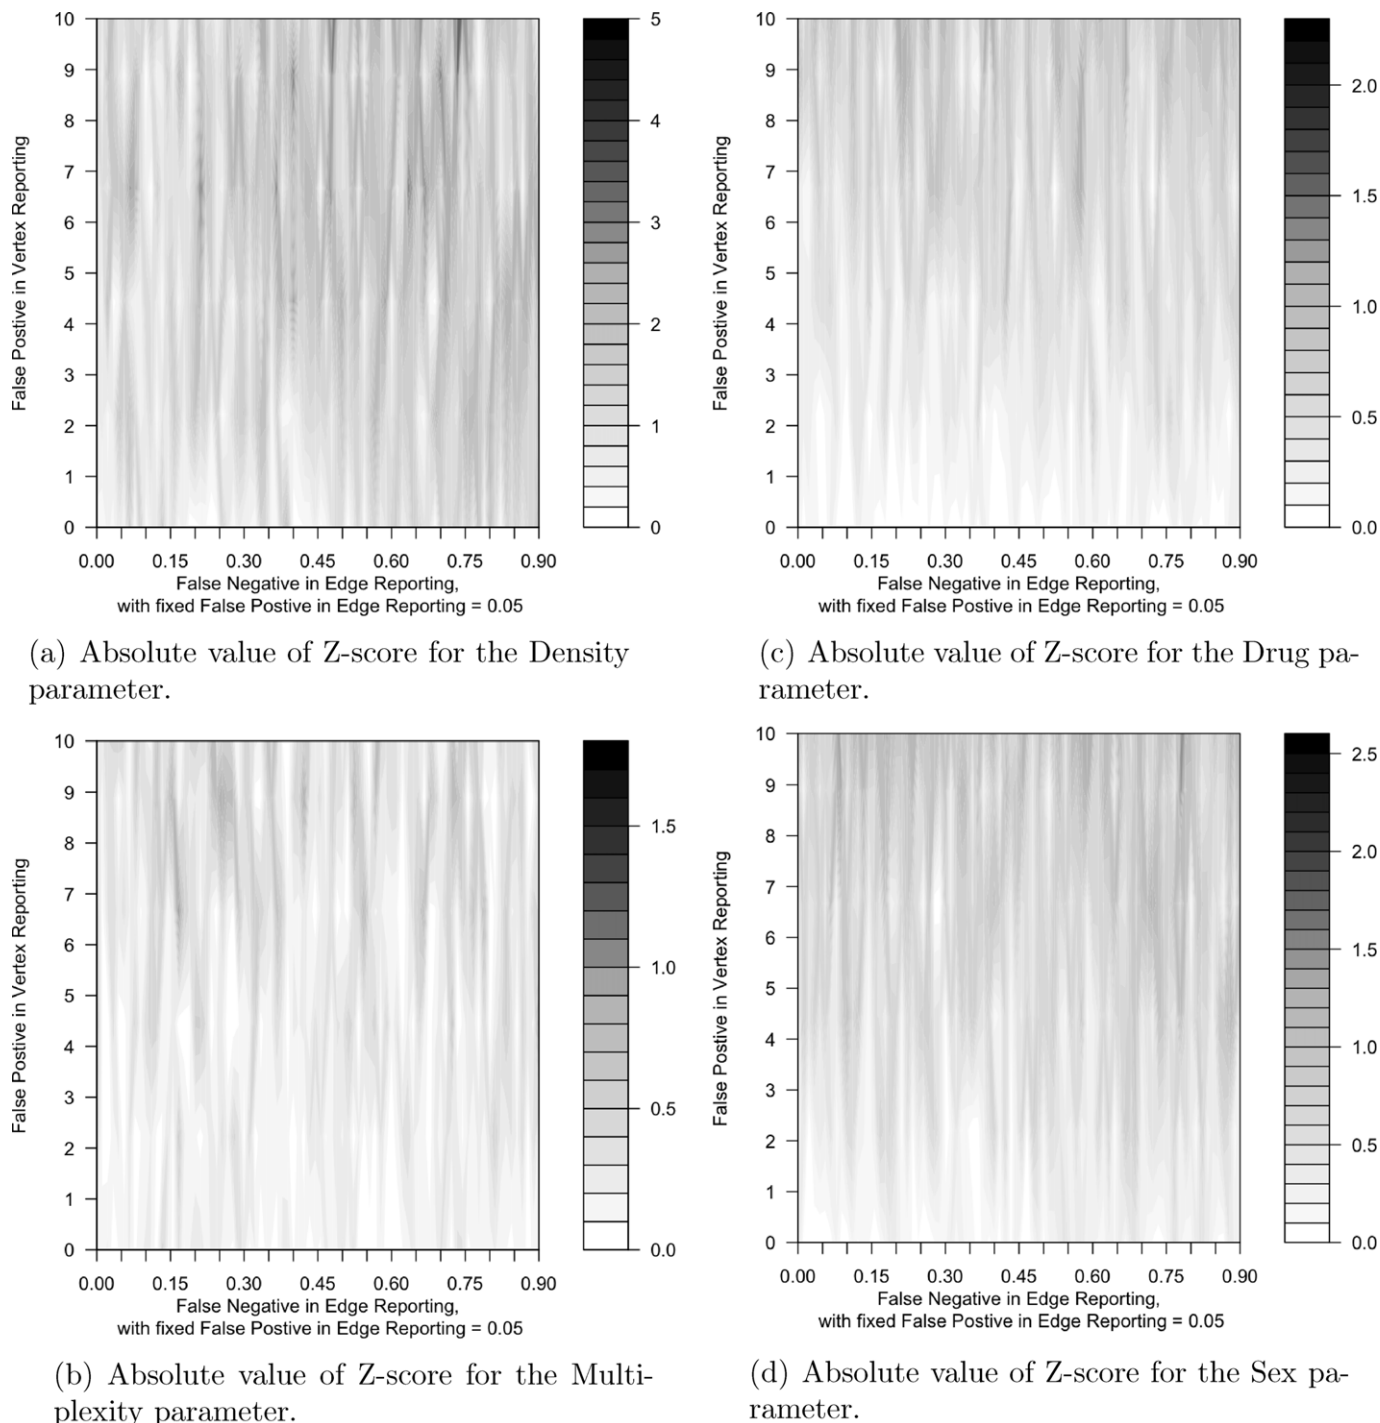 False Postive in Vertex Reporting
10
9
8
7
6
5
4
3
2
1
0
0.00 0.15 0.30 0.45 0.60 0.75 0.90
False Negative in Edge Reporting,
with fixed False Postive in Edge Reporting = 0.05
5
4
3
2
1
0
(a) Absolute value of Z-score for the Density
parameter.
False Postive in Vertex Reporting
10
9
8
7
6
5
4
3
2
1
0
0.00 0.15 0.30 0.45 0.60 0.75 0.90
False Negative in Edge Reporting,
with fixed False Postive in Edge Reporting = 0.05
2.0
1.5
1.0
0.5
0.0
(c) Absolute value of Z-score for the Drug pa-
rameter.
False Postive in Vertex Reporting
10
9
8
7
6
5
4
3
2
1
0
0.00 0.15 0.30 0.45 0.60 0.75 0.90
False Negative in Edge Reporting,
with fixed False Postive in Edge Reporting = 0.05
1.5
1.0
0.5
0.0
(b) Absolute value of Z-score for the Multi-
plexity parameter.
False Postive in Vertex Reporting
10
9
8
7
6
5
4
3
2
1
0
0.00 0.15 0.30 0.45 0.60 0.75 0.90
False Negative in Edge Reporting,
with fixed False Postive in Edge Reporting = 0.05
2.5
2.0
1.5
1.0
0.5
0.0
(d) Absolute value of Z-score for the Sex pa-
rameter.